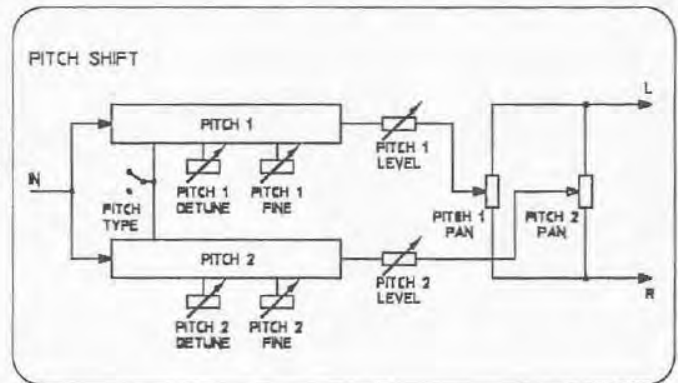 PITCH SHIFT
L
PITCH 1
PITCH 1
LEVEL
IN
PITCH
TYPE
PITCH 1
DETUNE
PITCH 1
FINE
PITCH 1
PAN
PITCH 2
PAN
PITCH 2
PITCH 2
LEVEL
R
PITCH 2
DETUNE
PITCH 2
FINE